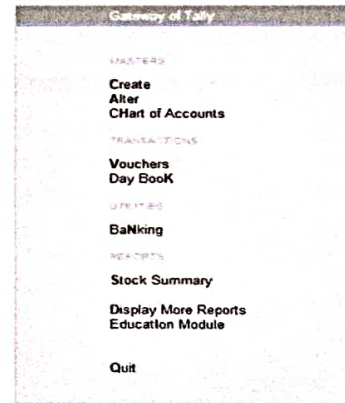 Gateway of Tally
MASTERS
Create
Alter
CHart of Accounts
TRANSACTIONS
Vouchers
Day BooK
UTILITIES
BaNking
REPORTS
Stock Summary
Display More Reports
Education Module
Quit